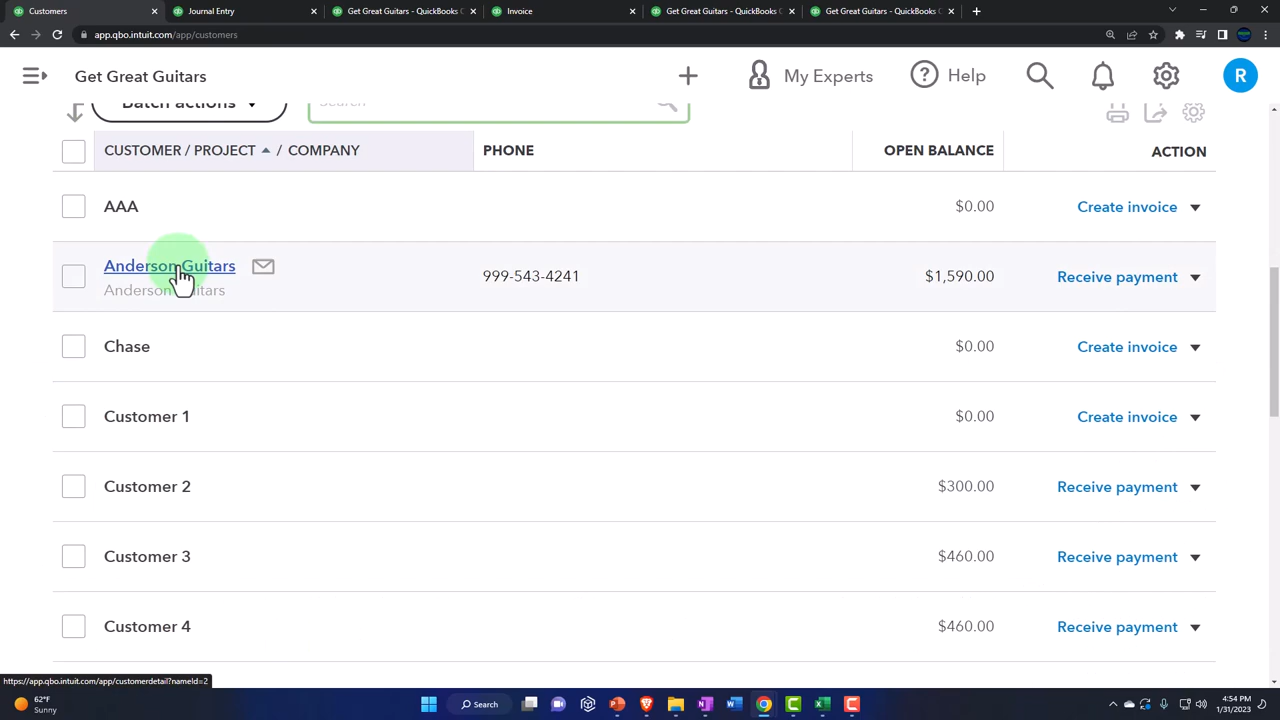 Customers
Journal Entry
Get Great Guitars - QuickBooks C
Invoice
Get Great Guitars - QuickBooks C
Get Great Guitars - QuickBooks C
app.qbo.intuit.com/app/customers
Get Great Guitars
My Experts
Help
R
Batch actions
Search
CUSTOMER / PROJECT / COMPANY
PHONE
OPEN BALANCE
ACTION
AAA
$0.00
Create invoice
Anderson Guitars
Anderson Guitars
999-543-4241
$1,590.00
Receive payment
Chase
$0.00
Create invoice
Customer 1
$0.00
Create invoice
Customer 2
$300.00
Receive payment
Customer 3
$460.00
Receive payment
Customer 4
$460.00
Receive payment
https://app.qbo.intuit.com/app/customerdetail?nameId=2
62°F
Sunny
Search
4:54 PM
1/31/2023